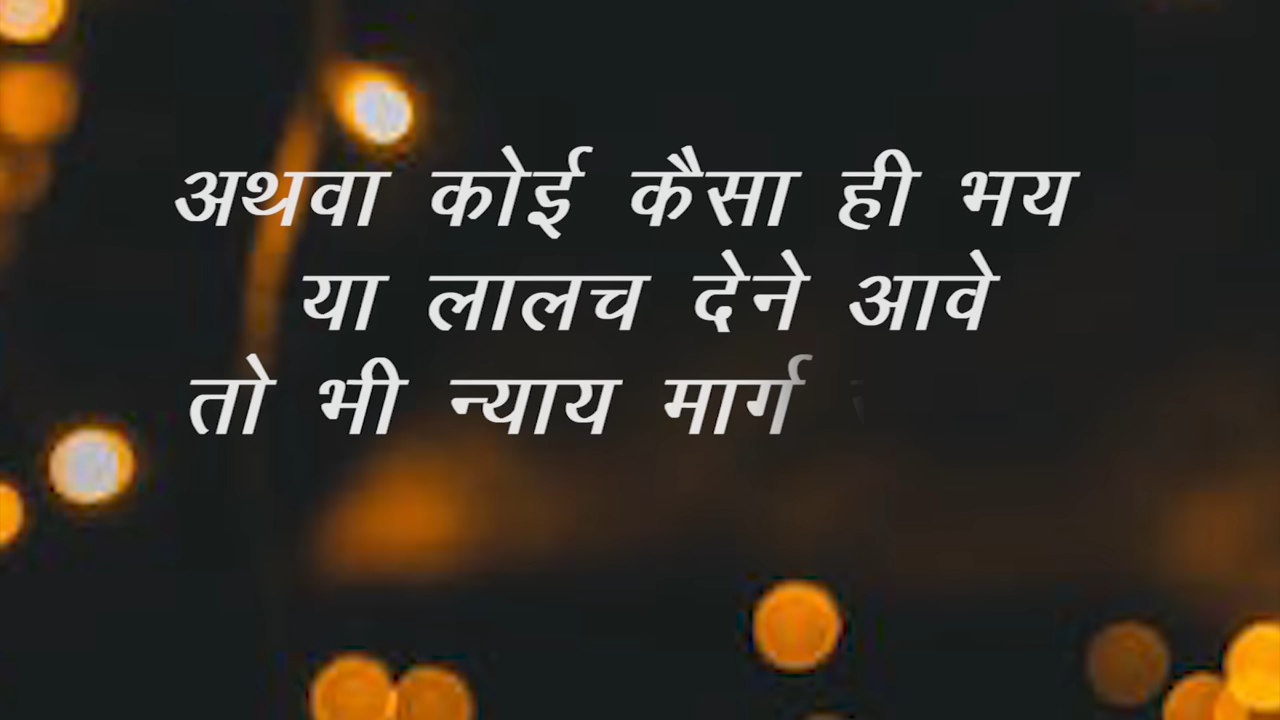 अथवा कोई कैसा ही भय
या लालच देने आवे
तो भी न्याय मार्ग